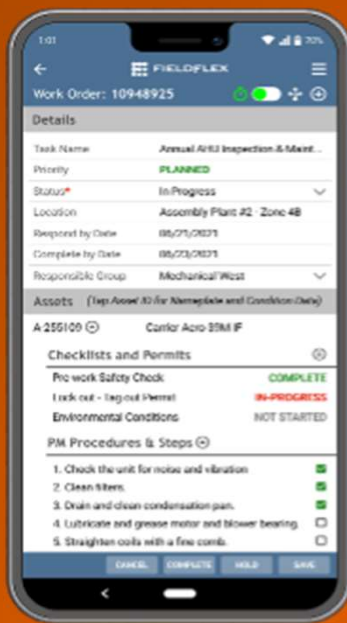 1:01 70%
FIELDFLEX
Work Order: 10948925
Details
Task Name Annual AHU Inspection & Maint...
Priority PLANNED
Status* In Progress
Location Assembly Plant #2 - Zone 4B
Respond by Date 06/21/2021
Complete by Date 06/23/2021
Responsible Group Mechanical West
Assets (Tap Asset ID for Nameplate and Condition Data)
A-255109 Carrier Aero 39M IF
Checklists and Permits
Pre-work Safety Check COMPLETE
Lock out - Tag out Permit IN-PROGRESS
Environmental Conditions NOT STARTED
PM Procedures & Steps
1. Check the unit for noise and vibration
2. Clean filters.
3. Drain and clean condensation pan.
4. Lubricate and grease motor and blower bearing.
5. Straighten coils with a fine comb.
CANCEL COMPLETE HOLD SAVE